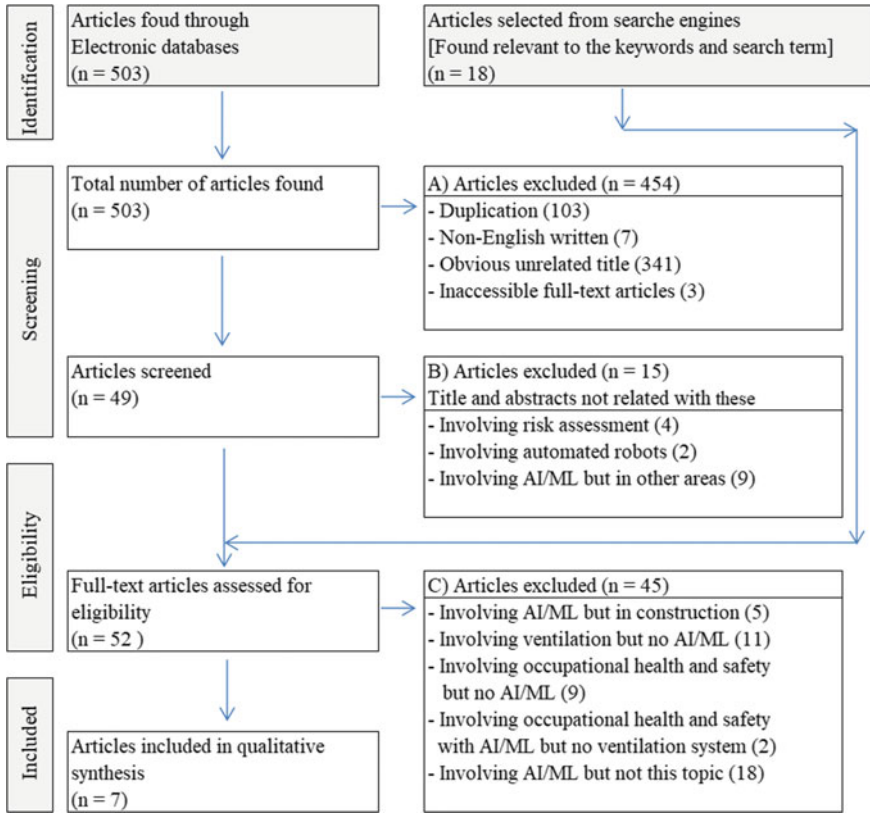 Identification
Articles foud through
Electronic databases
(n = 503)
Articles selected from searche engines
[Found relevant to the keywords and search term]
(n = 18)
Screening
Total number of articles found
(n = 503)
A) Articles excluded (n = 454)
- Duplication (103)
- Non-English written (7)
- Obvious unrelated title (341)
- Inaccessible full-text articles (3)
Articles screened
(n = 49)
B) Articles excluded (n = 15)
Title and abstracts not related with these
- Involving risk assessment (4)
- Involving automated robots (2)
- Involving AI/ML but in other areas (9)
Eligibility
Full-text articles assessed for
eligibility
(n = 52 )
C) Articles excluded (n = 45)
- Involving AI/ML but in construction (5)
- Involving ventilation but no AI/ML (11)
- Involving occupational health and safety
but no AI/ML (9)
- Involving occupational health and safety
with AI/ML but no ventilation system (2)
- Involving AI/ML but not this topic (18)
Included
Articles included in qualitative
synthesis
(n = 7)